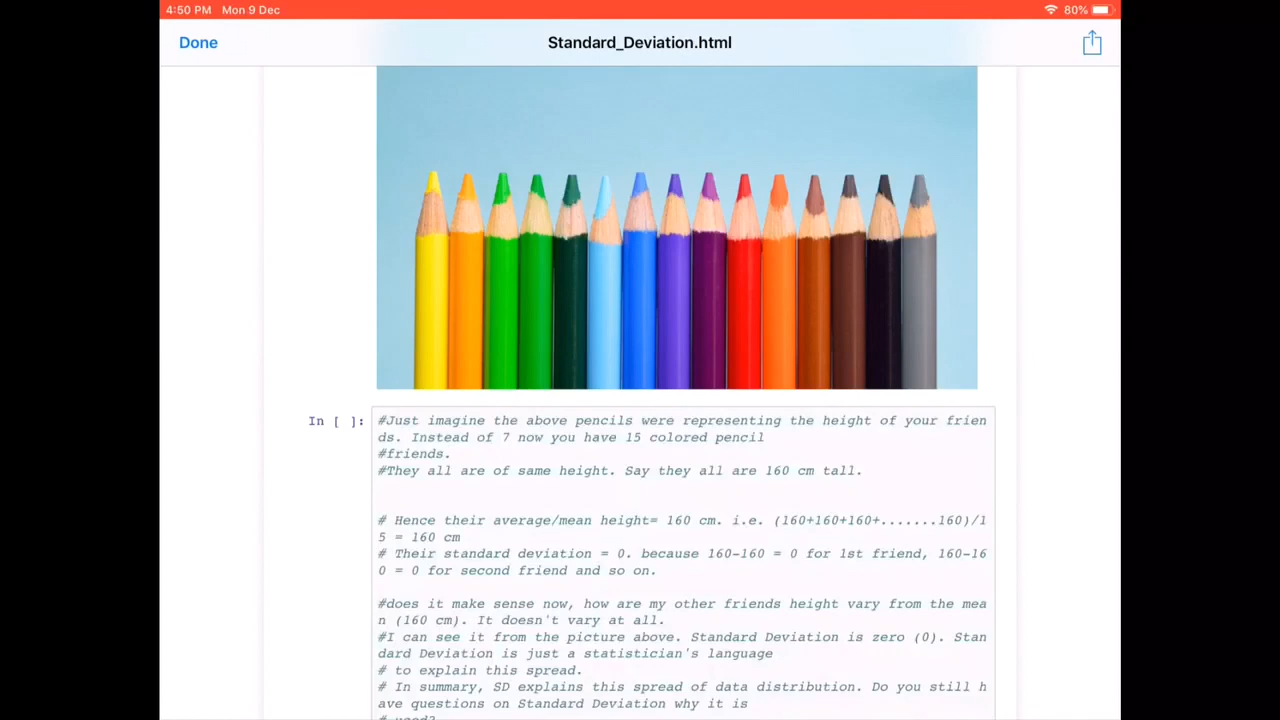 4:50 PM Mon 9 Dec 80%
Done Standard_Deviation.html
In [ ]:
#Just imagine the above pencils were representing the height of your frien
ds. Instead of 7 now you have 15 colored pencil
#friends.
#They all are of same height. Say they all are 160 cm tall.
# Hence their average/mean height= 160 cm. i.e. (160+160+160+.......160)/1
5 = 160 cm
# Their standard deviation = 0. because 160-160 = 0 for 1st friend, 160-16
0 = 0 for second friend and so on.
#does it make sense now, how are my other friends height vary from the mea
n (160 cm). It doesn't vary at all.
#I can see it from the picture above. Standard Deviation is zero (0). Stan
dard Deviation is just a statistician's language
# to explain this spread.
# In summary, SD explains this spread of data distribution. Do you still h
ave questions on Standard Deviation why it is
# used?